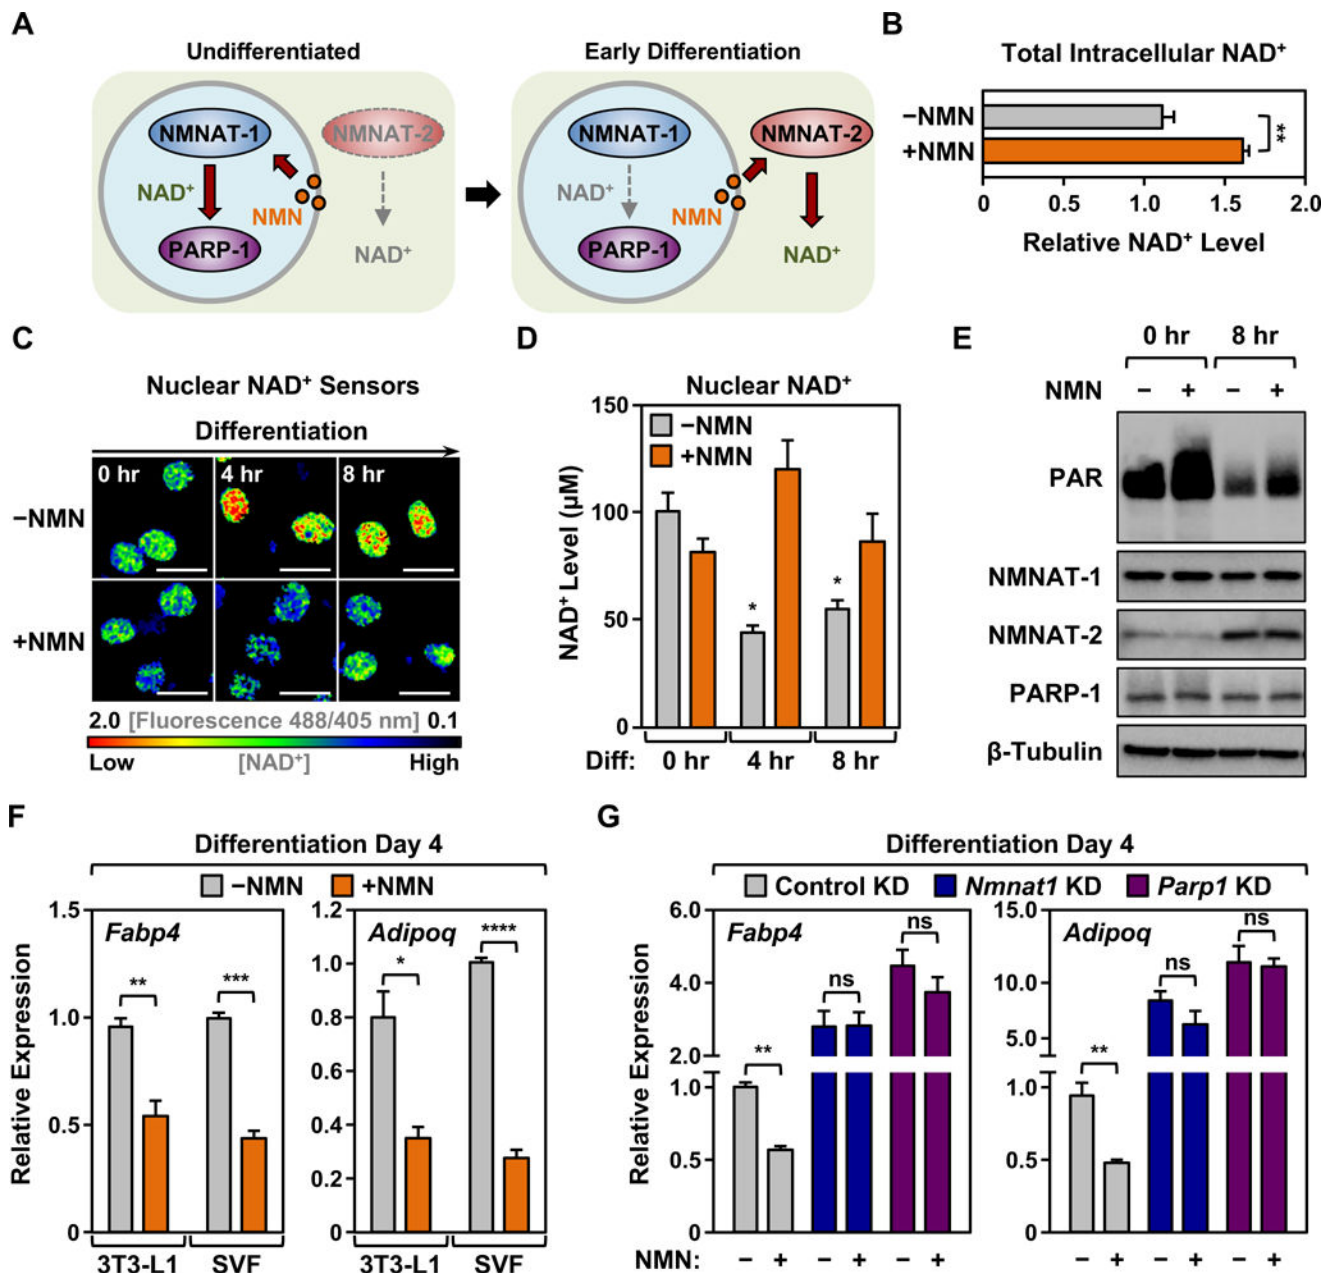 A
Undifferentiated
Early Differentiation
NMNAT-1
NMNAT-2
NAD⁺
NMN
PARP-1
NAD⁺
NMNAT-1
NMNAT-2
NAD⁺
NMN
PARP-1
NAD⁺
B
Total Intracellular NAD⁺
−NMN
+NMN
**
0 0.5 1.0 1.5 2.0
Relative NAD⁺ Level
C
Nuclear NAD⁺ Sensors
Differentiation
0 hr 4 hr 8 hr
−NMN
+NMN
2.0 [Fluorescence 488/405 nm] 0.1
Low [NAD⁺] High
D
Nuclear NAD⁺
−NMN
+NMN
NAD⁺ Level (µM)
150
100
50
0
* *
Diff: 0 hr 4 hr 8 hr
E
0 hr 8 hr
NMN − + − +
PAR
NMNAT-1
NMNAT-2
PARP-1
β-Tubulin
F
Differentiation Day 4
−NMN +NMN
Relative Expression
Fabp4
1.5
1.0
0.5
0
** ***
3T3-L1 SVF
Adipoq
1.2
1.0
0.8
0.6
0.4
0.2
0
* ****
3T3-L1 SVF
G
Differentiation Day 4
Control KD Nmnat1 KD Parp1 KD
Relative Expression
Fabp4
6.0
4.0
2.0
1.0
0.5
0
** ns ns
NMN: − + − + − +
Adipoq
15.0
10.0
5.0
1.0
0.5
0
** ns ns
− + − + − +